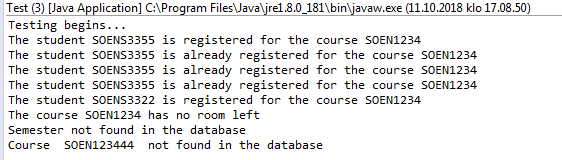 Test (3) [Java Application] C:\Program Files\Java\jre1.8.0_181\bin\javaw.exe (11.10.2018 klo 17.08.50)
Testing begins...
The student SOENS3355 is registered for the course SOEN1234
The student SOENS3355 is already registered for the course SOEN1234
The student SOENS3355 is already registered for the course SOEN1234
The student SOENS3355 is already registered for the course SOEN1234
The student SOENS3322 is registered for the course SOEN1234
The course SOEN1234 has no room left
Semester not found in the database
Course  SOEN123444  not found in the database